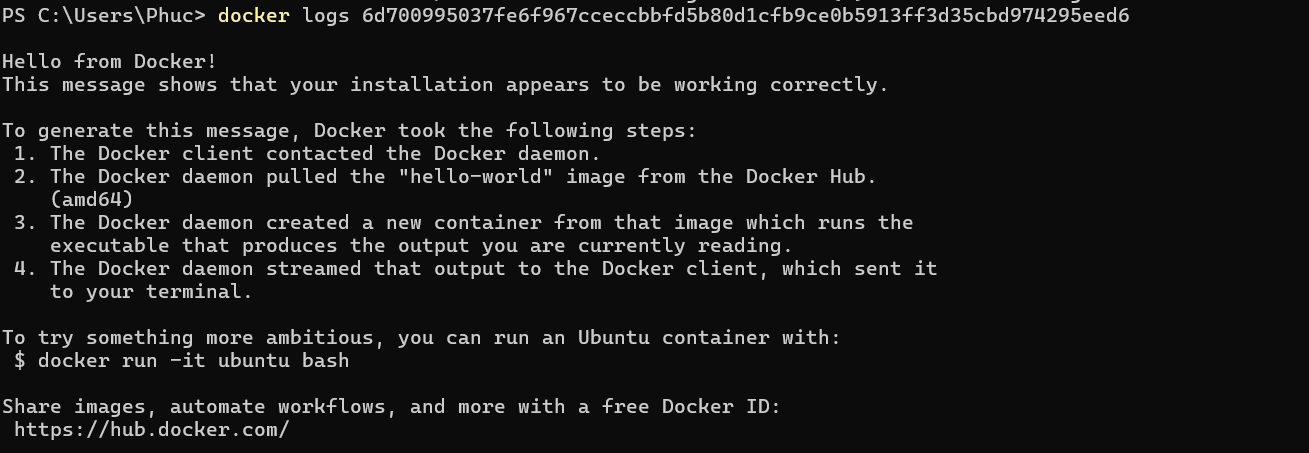 PS C:\Users\Phuc> docker logs 6d700995037fe6f967cceccbbfd5b80d1cfb9ce0b5913ff3d35cbd974295eed6
Hello from Docker!
This message shows that your installation appears to be working correctly.
To generate this message, Docker took the following steps:
1. The Docker client contacted the Docker daemon.
2. The Docker daemon pulled the "hello-world" image from the Docker Hub.
(amd64)
3. The Docker daemon created a new container from that image which runs the
executable that produces the output you are currently reading.
4. The Docker daemon streamed that output to the Docker client, which sent it
to your terminal.
To try something more ambitious, you can run an Ubuntu container with:
$ docker run -it ubuntu bash
Share images, automate workflows, and more with a free Docker ID:
https://hub.docker.com/